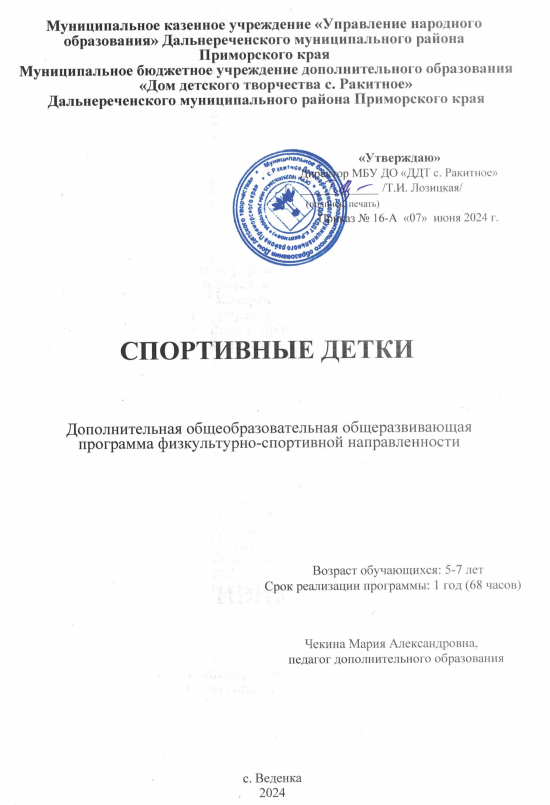 Муниципальное казенное учреждение «Управление народного
образования» Дальнереченского муниципального района
Приморского края
Муниципальное бюджетное учреждение дополнительного образования
«Дом детского творчества с. Ракитное»
Дальнереченского муниципального района Приморского края
«Утверждаю»
Директор МБУ ДО «ДДТ с. Ракитное»
/Т.И. Лозицкая/
(подпись, печать)
Приказ № 16-А «07» июня 2024 г.
СПОРТИВНЫЕ ДЕТКИ
Дополнительная общеобразовательная общеразвивающая
программа физкультурно-спортивной направленности
Возраст обучающихся: 5-7 лет
Срок реализации программы: 1 год (68 часов)
Чекина Мария Александровна,
педагог дополнительного образования
с. Веденка
2024